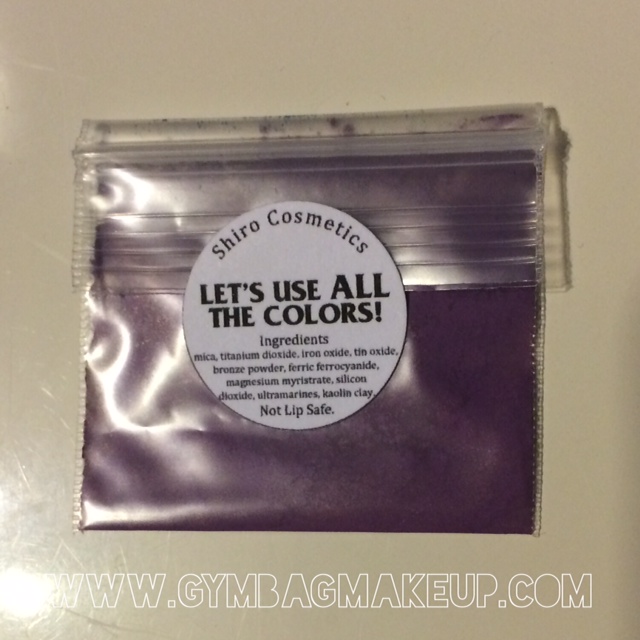 Shiro Cosmetics
LET'S USE ALL
THE COLORS!
Ingredients
mica, titanium dioxide, iron oxide, tin oxide,
bronze powder, ferric ferrocyanide,
magnesium myristrate, silicon
dioxide, ultramarines, kaolin clay.
Not Lip Safe.
WWW.GYMBAGMAKEUP.COM